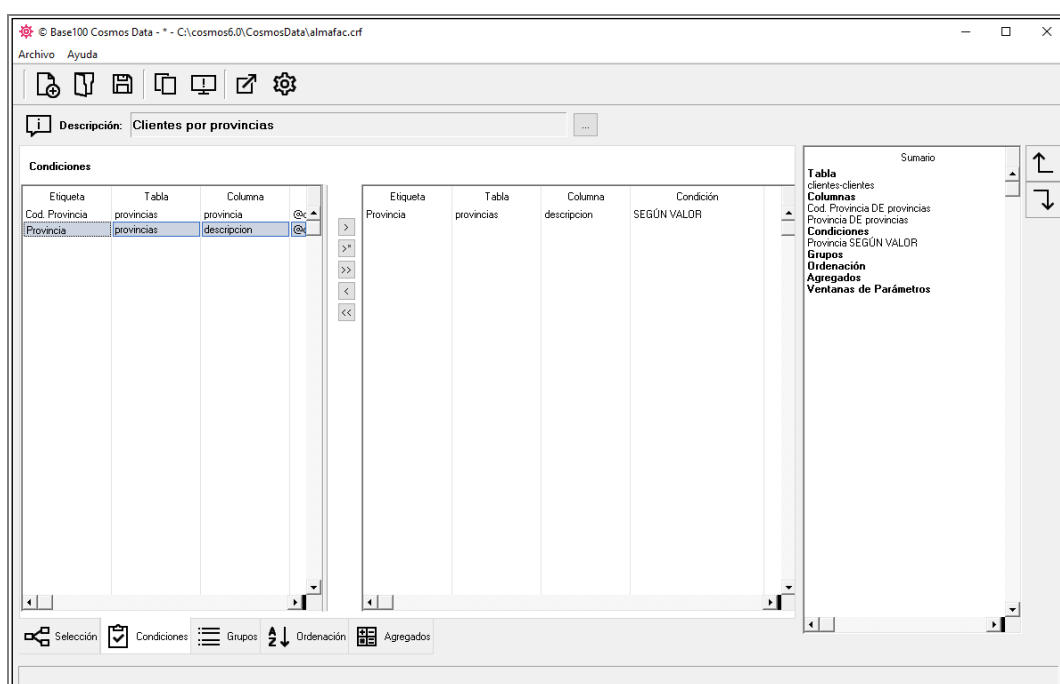 © Base100 Cosmos Data - * - C:\cosmos6.0\CosmosData\almafac.crf
Archivo Ayuda
Descripción: Clientes por provincias ...
Condiciones
Etiqueta Tabla Columna
Cod. Provincia provincias provincia
Provincia provincias descripcion
>
>"
>>
<
<<
Etiqueta Tabla Columna Condición
Provincia provincias descripcion SEGÚN VALOR
Sumario
Tabla
clientes-clientes
Columnas
Cod. Provincia DE provincias
Provincia DE provincias
Condiciones
Provincia SEGÚN VALOR
Grupos
Ordenación
Agregados
Ventanas de Parámetros
Selección Condiciones Grupos Ordenación Agregados